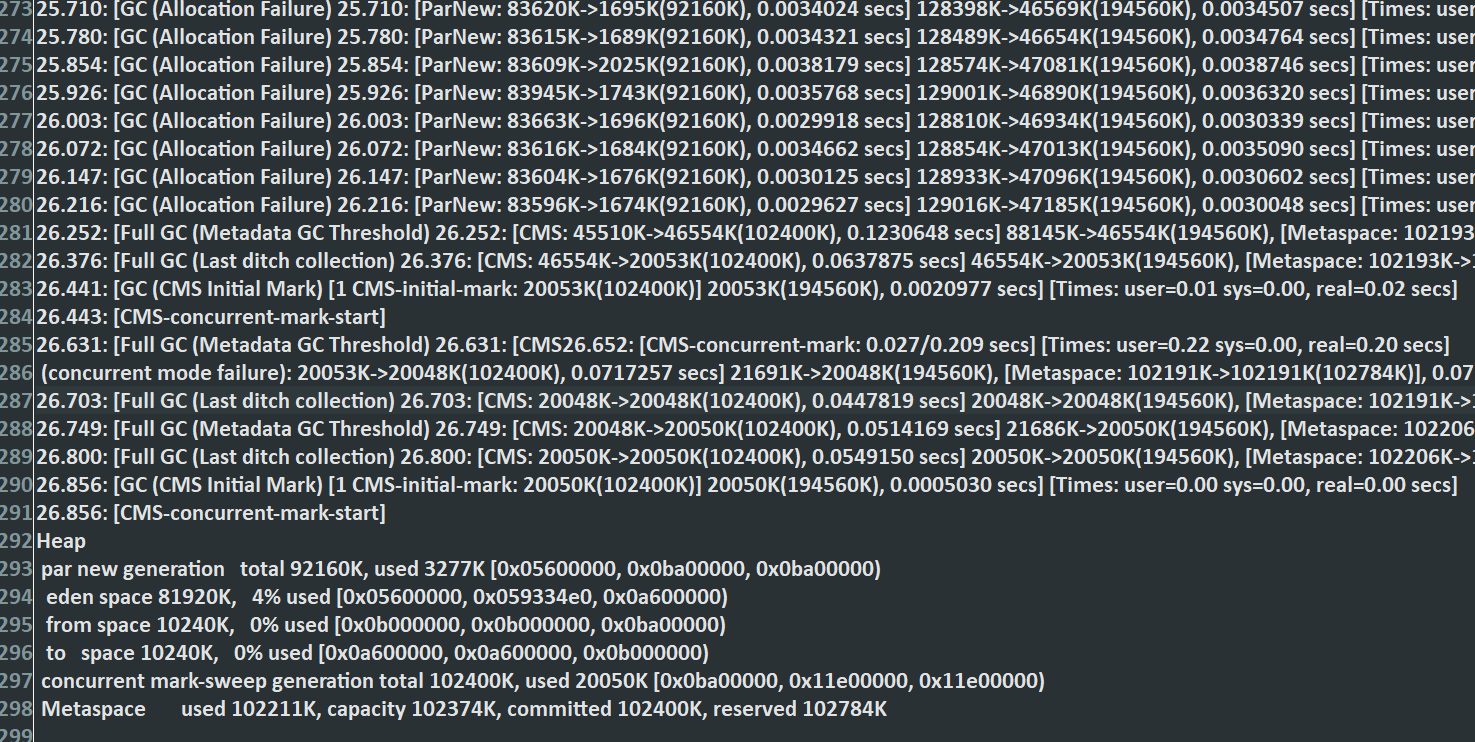 273 25.710: [GC (Allocation Failure) 25.710: [ParNew: 83620K->1695K(92160K), 0.0034024 secs] 128398K->46569K(194560K), 0.0034507 secs] [Times: user
274 25.780: [GC (Allocation Failure) 25.780: [ParNew: 83615K->1689K(92160K), 0.0034321 secs] 128489K->46654K(194560K), 0.0034764 secs] [Times: user
275 25.854: [GC (Allocation Failure) 25.854: [ParNew: 83609K->2025K(92160K), 0.0038179 secs] 128574K->47081K(194560K), 0.0038746 secs] [Times: user
276 25.926: [GC (Allocation Failure) 25.926: [ParNew: 83945K->1743K(92160K), 0.0035768 secs] 129001K->46890K(194560K), 0.0036320 secs] [Times: user
277 26.003: [GC (Allocation Failure) 26.003: [ParNew: 83663K->1696K(92160K), 0.0029918 secs] 128810K->46934K(194560K), 0.0030339 secs] [Times: user
278 26.072: [GC (Allocation Failure) 26.072: [ParNew: 83616K->1684K(92160K), 0.0034662 secs] 128854K->47013K(194560K), 0.0035090 secs] [Times: user
279 26.147: [GC (Allocation Failure) 26.147: [ParNew: 83604K->1676K(92160K), 0.0030125 secs] 128933K->47096K(194560K), 0.0030602 secs] [Times: user
280 26.216: [GC (Allocation Failure) 26.216: [ParNew: 83596K->1674K(92160K), 0.0029627 secs] 129016K->47185K(194560K), 0.0030048 secs] [Times: user
281 26.252: [Full GC (Metadata GC Threshold) 26.252: [CMS: 45510K->46554K(102400K), 0.1230648 secs] 88145K->46554K(194560K), [Metaspace: 102193
282 26.376: [Full GC (Last ditch collection) 26.376: [CMS: 46554K->20053K(102400K), 0.0637875 secs] 46554K->20053K(194560K), [Metaspace: 102193K->1
283 26.441: [GC (CMS Initial Mark) [1 CMS-initial-mark: 20053K(102400K)] 20053K(194560K), 0.0020977 secs] [Times: user=0.01 sys=0.00, real=0.02 secs]
284 26.443: [CMS-concurrent-mark-start]
285 26.631: [Full GC (Metadata GC Threshold) 26.631: [CMS26.652: [CMS-concurrent-mark: 0.027/0.209 secs] [Times: user=0.22 sys=0.00, real=0.20 secs]
286 (concurrent mode failure): 20053K->20048K(102400K), 0.0717257 secs] 21691K->20048K(194560K), [Metaspace: 102191K->102191K(102784K)], 0.07
287 26.703: [Full GC (Last ditch collection) 26.703: [CMS: 20048K->20048K(102400K), 0.0447819 secs] 20048K->20048K(194560K), [Metaspace: 102191K->1
288 26.749: [Full GC (Metadata GC Threshold) 26.749: [CMS: 20048K->20050K(102400K), 0.0514169 secs] 21686K->20050K(194560K), [Metaspace: 102206
289 26.800: [Full GC (Last ditch collection) 26.800: [CMS: 20050K->20050K(102400K), 0.0549150 secs] 20050K->20050K(194560K), [Metaspace: 102206K->1
290 26.856: [GC (CMS Initial Mark) [1 CMS-initial-mark: 20050K(102400K)] 20050K(194560K), 0.0005030 secs] [Times: user=0.00 sys=0.00, real=0.00 secs]
291 26.856: [CMS-concurrent-mark-start]
292 Heap
293 par new generation total 92160K, used 3277K [0x05600000, 0x0ba00000, 0x0ba00000)
294 eden space 81920K, 4% used [0x05600000, 0x059334e0, 0x0a600000)
295 from space 10240K, 0% used [0x0b000000, 0x0b000000, 0x0ba00000)
296 to space 10240K, 0% used [0x0a600000, 0x0a600000, 0x0b000000)
297 concurrent mark-sweep generation total 102400K, used 20050K [0x0ba00000, 0x11e00000, 0x11e00000)
298 Metaspace used 102211K, capacity 102374K, committed 102400K, reserved 102784K
299